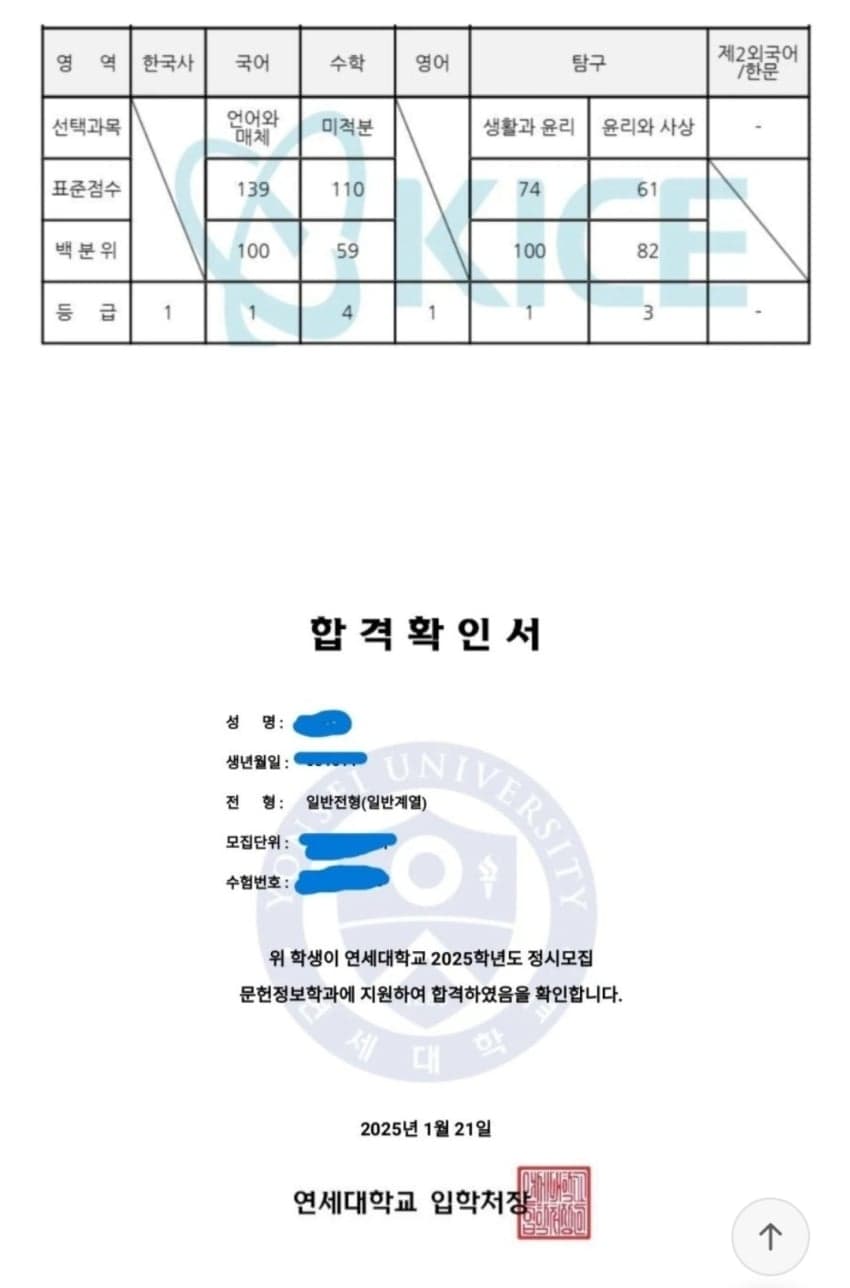 영 역 한국사 국어 수학 영어 탐구 제2외국어/한문
선택과목 언어와 매체 미적분 생활과 윤리 윤리와 사상 -
표준점수 139 110 74 61
백 분 위 100 59 100 82
등 급 1 1 4 1 1 3 -
KICE
합격확인서
성 명 :
생년월일 :
전 형 : 일반전형(일반계열)
모집단위 :
수험번호 :
위 학생이 연세대학교 2025학년도 정시모집
문헌정보학과에 지원하여 합격하였음을 확인합니다.
YONSEI UNIVERSITY
연세대학교
2025년 1월 21일
연세대학교 입학처장